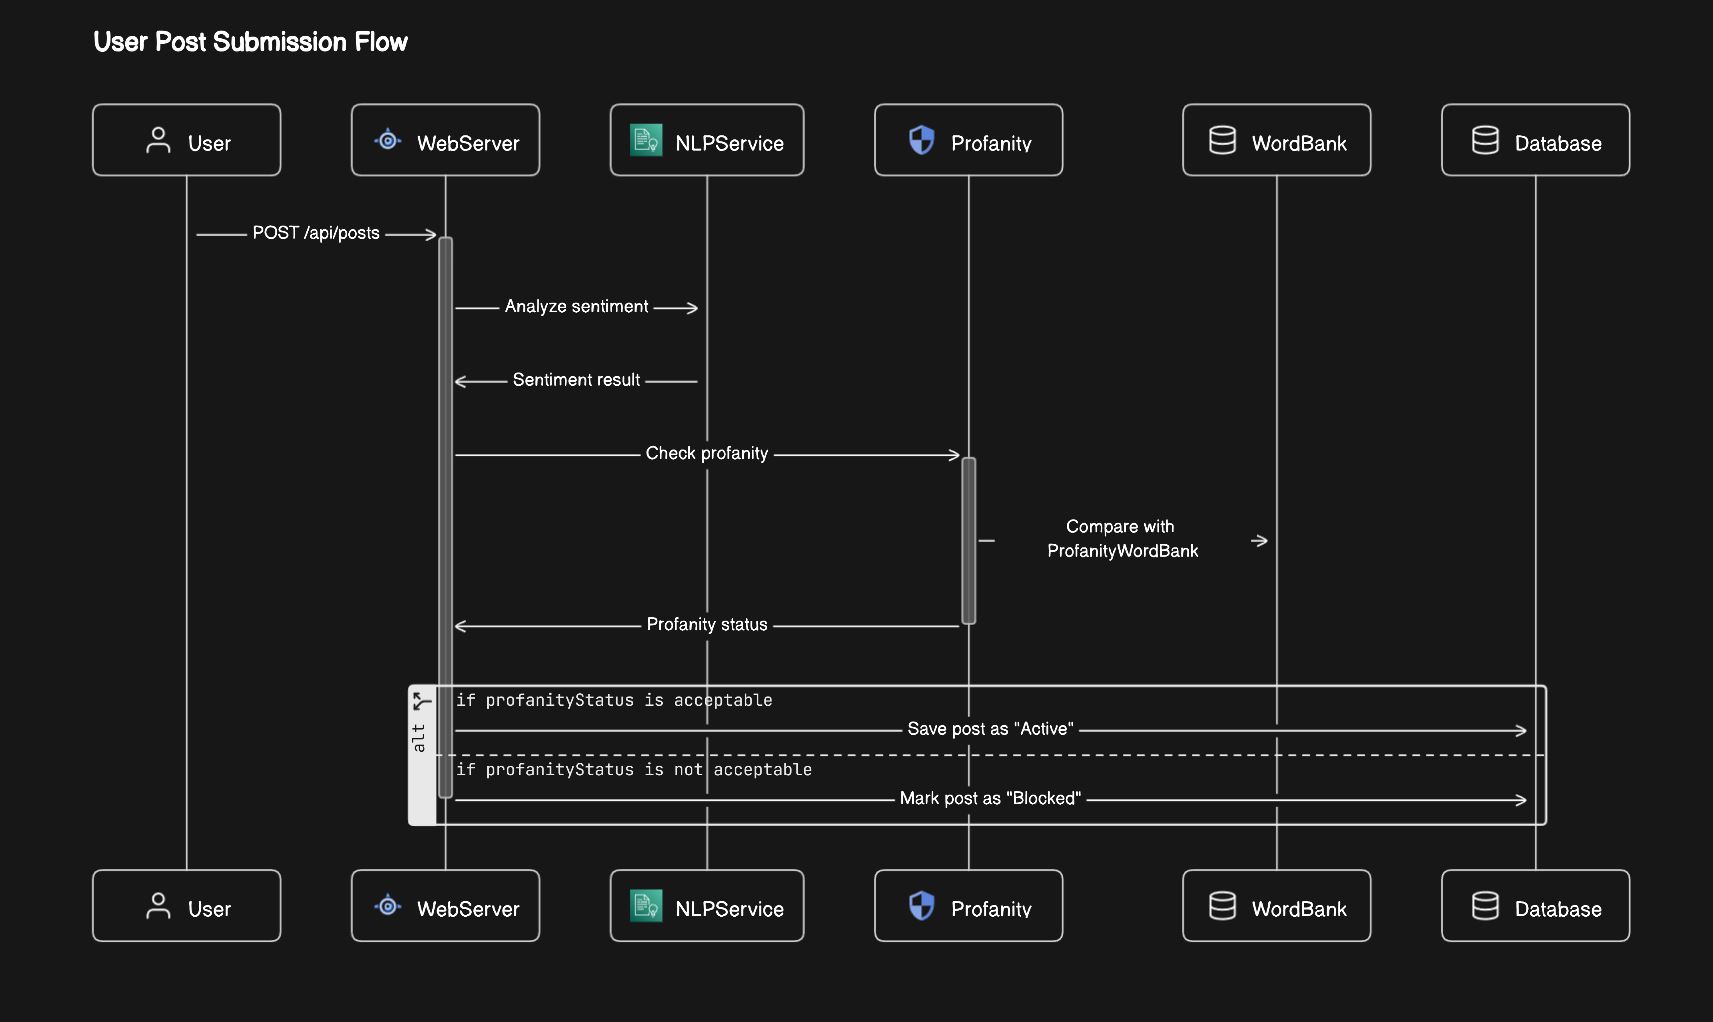 User Post Submission Flow
User
WebServer
NLPService
Profanity
WordBank
Database
POST /api/posts
Analyze sentiment
Sentiment result
Check profanity
Compare with
ProfanityWordBank
Profanity status
alt
if profanityStatus is acceptable
Save post as "Active"
if profanityStatus is not acceptable
Mark post as "Blocked"
User
WebServer
NLPService
Profanity
WordBank
Database